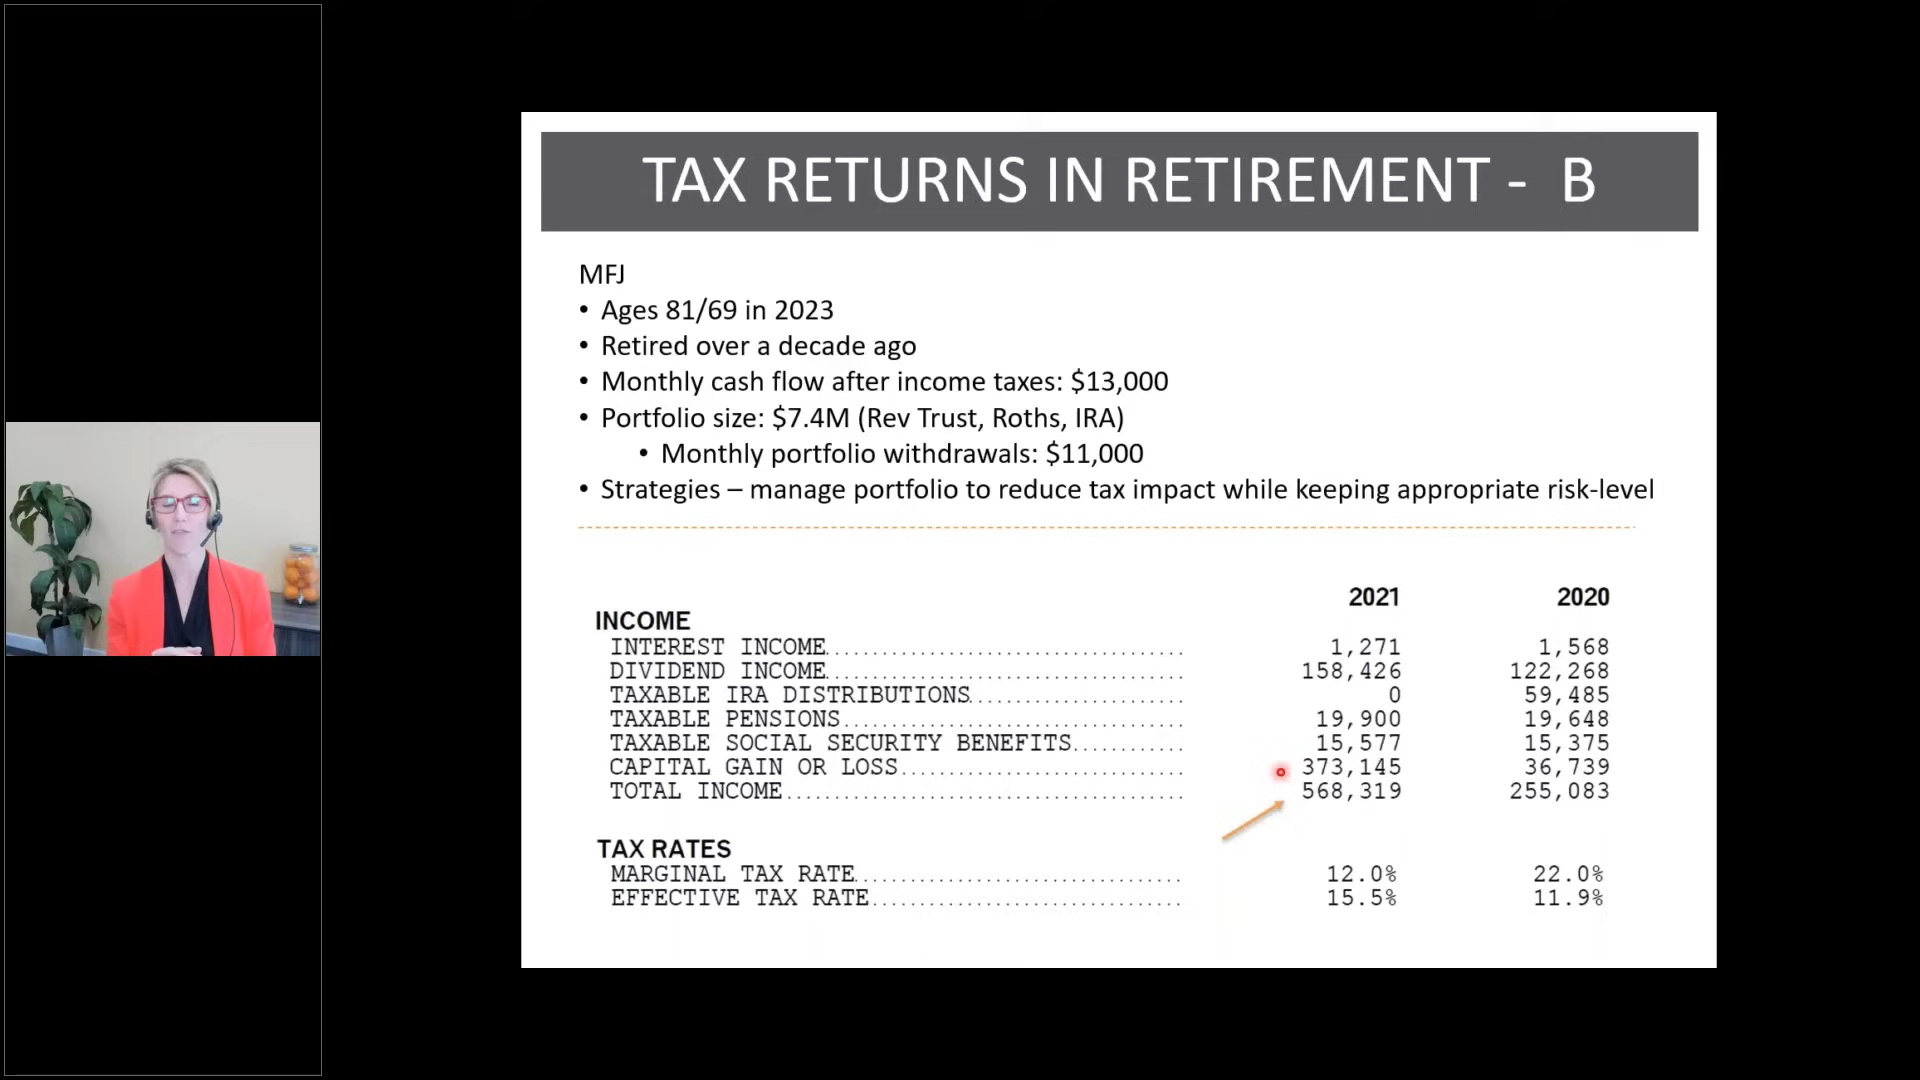 TAX RETURNS IN RETIREMENT - B
MFJ
• Ages 81/69 in 2023
• Retired over a decade ago
• Monthly cash flow after income taxes: $13,000
• Portfolio size: $7.4M (Rev Trust, Roths, IRA)
• Monthly portfolio withdrawals: $11,000
• Strategies – manage portfolio to reduce tax impact while keeping appropriate risk-level
2021 2020
INCOME
INTEREST INCOME 1,271 1,568
DIVIDEND INCOME 158,426 122,268
TAXABLE IRA DISTRIBUTIONS 0 59,485
TAXABLE PENSIONS 19,900 19,648
TAXABLE SOCIAL SECURITY BENEFITS 15,577 15,375
CAPITAL GAIN OR LOSS 373,145 36,739
TOTAL INCOME 568,319 255,083
TAX RATES
MARGINAL TAX RATE 12.0% 22.0%
EFFECTIVE TAX RATE 15.5% 11.9%